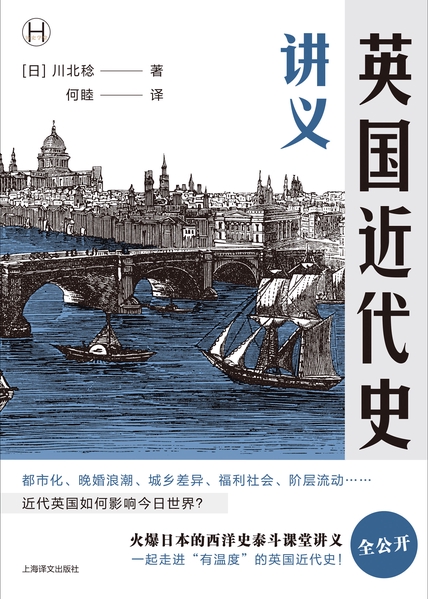 英国近代史
讲义
[日] 川北稔 著
何睦 译
都市化、晚婚浪潮、城乡差异、福利社会、阶层流动……
近代英国如何影响今日世界?
火爆日本的西洋史泰斗课堂讲义
一起走进“有温度”的英国近代史!
全公开
上海译文出版社